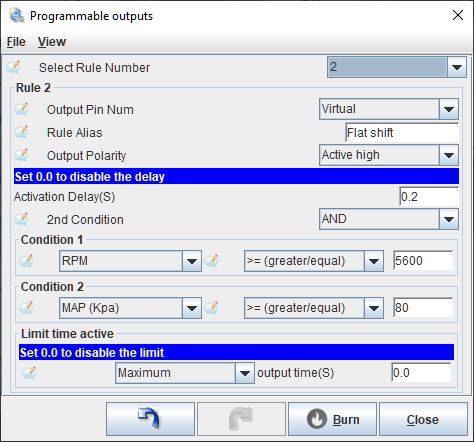 Programmable outputs
File View
Select Rule Number 2
Rule 2
Output Pin Num Virtual
Rule Alias Flat shift
Output Polarity Active high
Set 0.0 to disable the delay
Activation Delay(S) 0.2
2nd Condition AND
Condition 1
RPM >= (greater/equal) 5600
Condition 2
MAP (Kpa) >= (greater/equal) 80
Limit time active
Set 0.0 to disable the limit
Maximum output time(S) 0.0
Burn Close